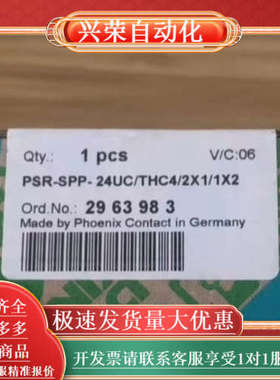 兴荣自动化
Qty.: 1 pcs V/C:06
PSR-SPP- 24UC/THC4/2X1/1X2
Ord.No.: 29 63 98 3
Made by Phoenix Contact in Germany
极速发货量大优惠
开发票请联系客服享受1对1服